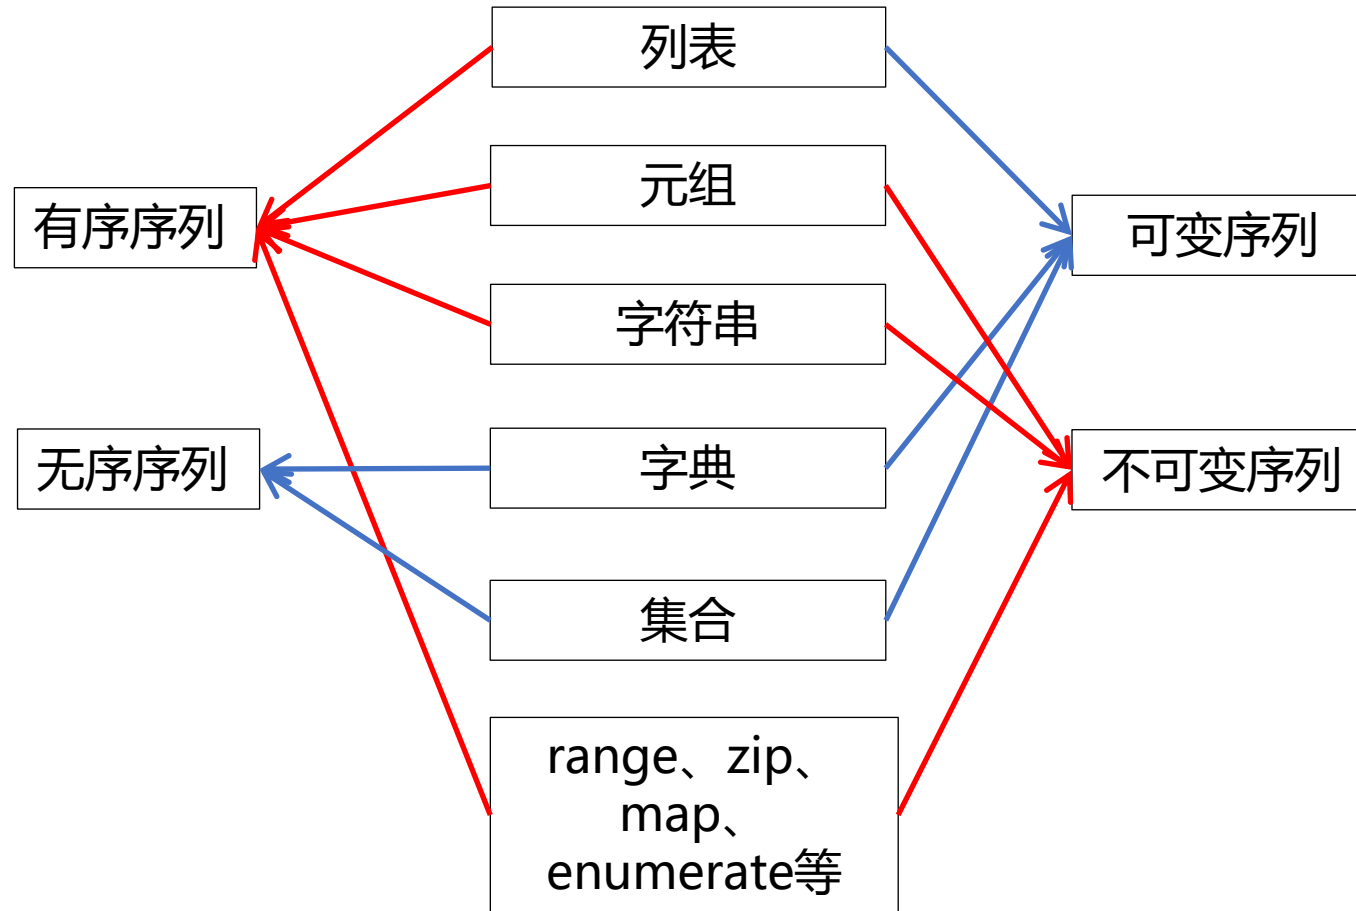 列表
元组
有序序列
可变序列
字符串
无序序列
字典
不可变序列
集合
range、zip、
map、
enumerate等